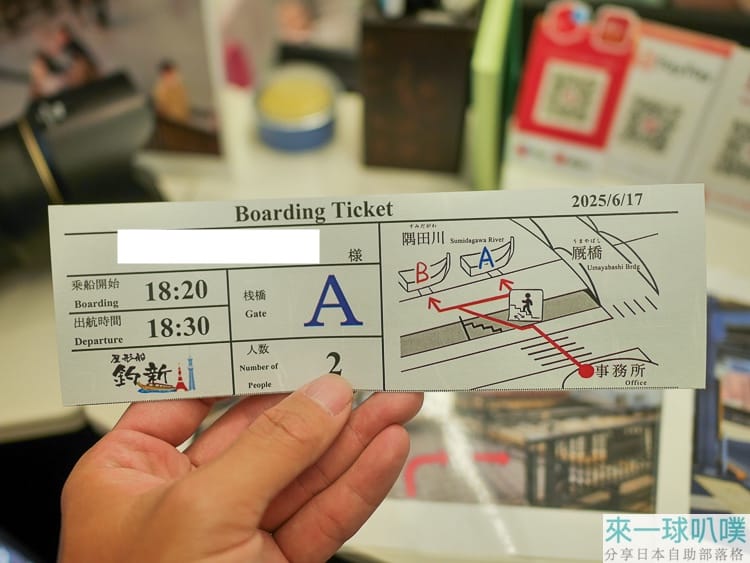 Boarding Ticket
2025/6/17
様
乗船開始
Boarding
18:20
出航時間
Departure
18:30
桟橋
Gate
A
人数
Number of
People
2
屋形船
釣新
すみだがわ
隅田川 Sumidagawa River
うまやばし
厩橋
Umayabashi Brdg
B
A
事務所
Office
來一球叭噗
分享日本自助部落格